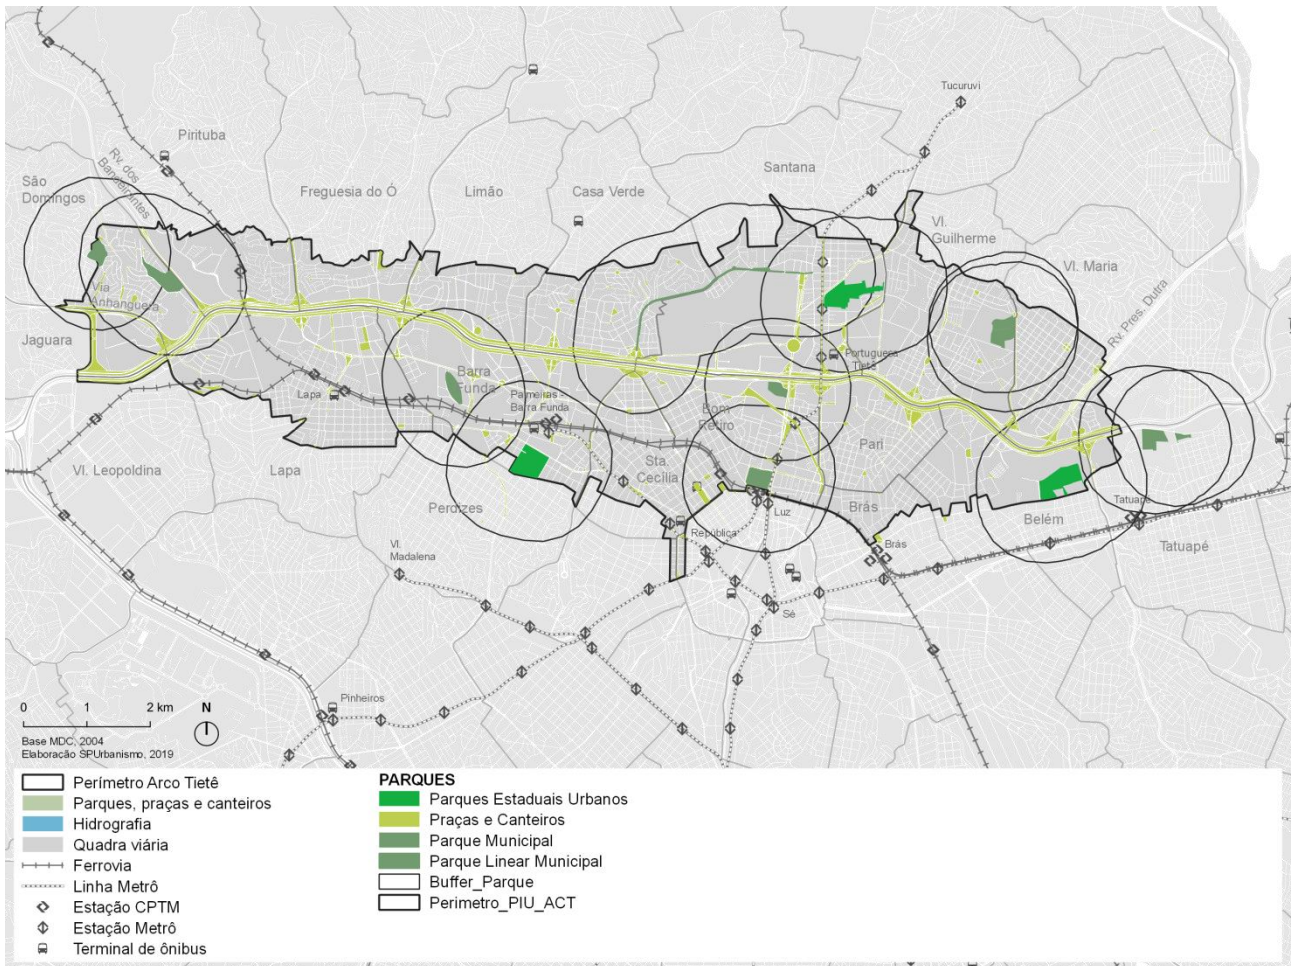 Tucuruvi
Pirituba
Rv. dos
Bandeirantes
São
Domingos
Freguesia do Ó
Limão
Casa Verde
Santana
Vl.
Guilherme
Vl. Maria
Via
Anhanguera
Rv. Pres. Dutra
Jaguara
Portuguesa
Tietê
Barra
Funda
Lapa
Palmeiras -
Barra Funda
Bom
Retiro
Pari
Vl. Leopoldina
Lapa
Sta.
Cecília
Perdizes
Luz
Brás
Belém
Tatuapé
Tatuapé
República
Brás
Vl.
Madalena
Sé
Pinheiros
0 1 2 km
N
Base MDC, 2004
Elaboração SPUrbanismo, 2019
Perímetro Arco Tietê
Parques, praças e canteiros
Hidrografia
Quadra viária
Ferrovia
Linha Metrô
Estação CPTM
Estação Metrô
Terminal de ônibus
PARQUES
Parques Estaduais Urbanos
Praças e Canteiros
Parque Municipal
Parque Linear Municipal
Buffer_Parque
Perimetro_PIU_ACT